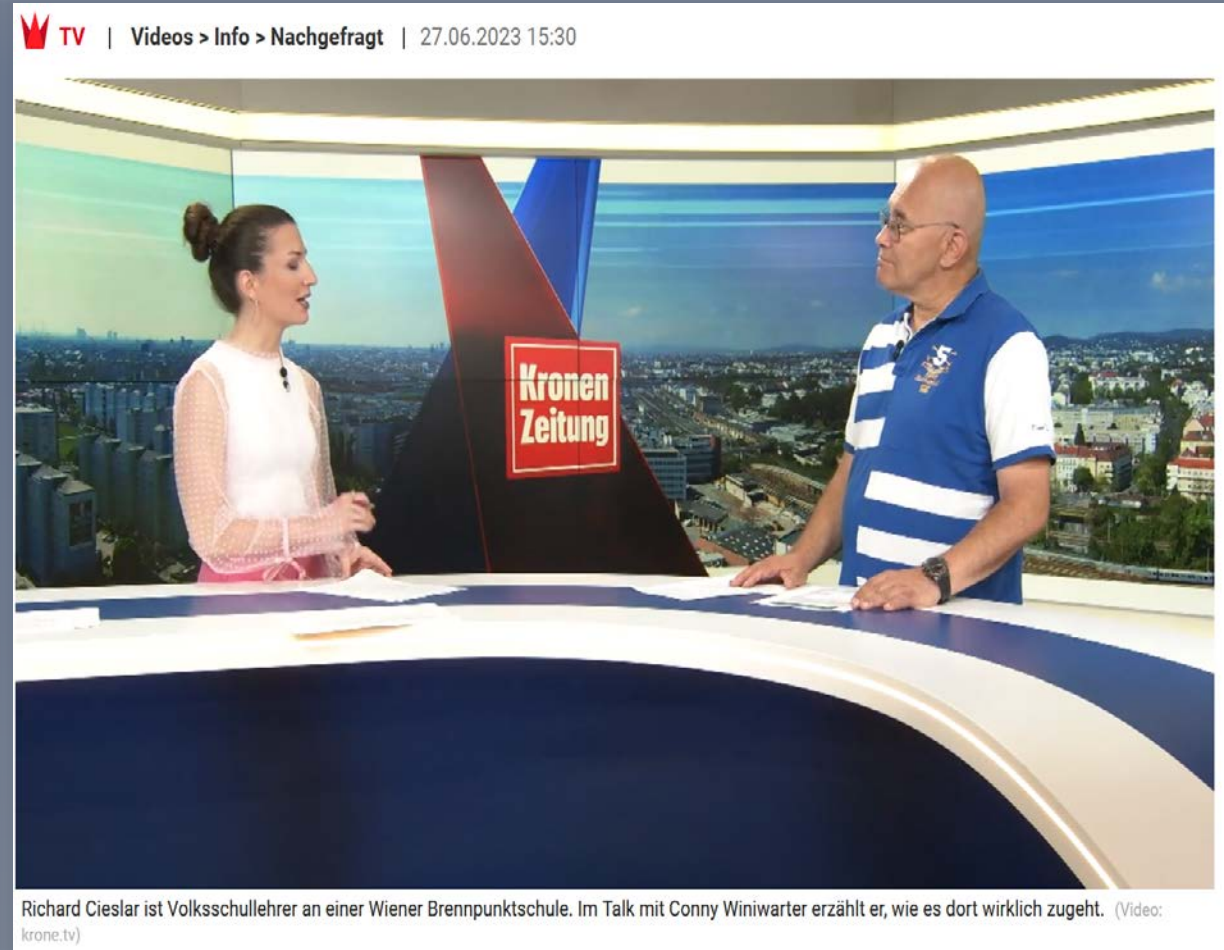 TV | Videos > Info > Nachgefragt | 27.06.2023 15:30
Kronen
Zeitung
5
Richard Cieslar ist Volksschullehrer an einer Wiener Brennpunktschule. Im Talk mit Conny Winiwarter erzählt er, wie es dort wirklich zugeht. (Video:
krone.tv)